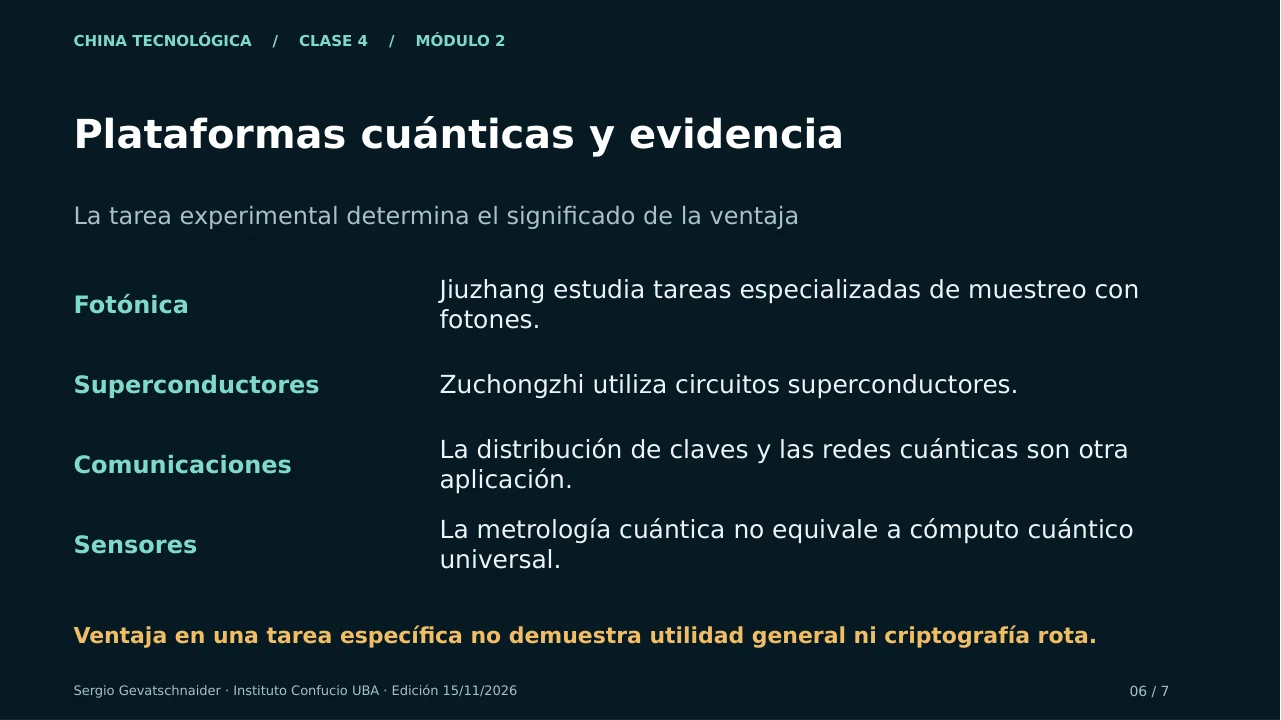 CHINA TECNOLÓGICA / CLASE 4 / MÓDULO 2
Plataformas cuánticas y evidencia
La tarea experimental determina el significado de la ventaja
Fotónica
Jiuzhang estudia tareas especializadas de muestreo con
fotones.
Superconductores
Zuchongzhi utiliza circuitos superconductores.
Comunicaciones
La distribución de claves y las redes cuánticas son otra
aplicación.
Sensores
La metrología cuántica no equivale a cómputo cuántico
universal.
Ventaja en una tarea específica no demuestra utilidad general ni criptografía rota.
Sergio Gevatschnaider · Instituto Confucio UBA · Edición 15/11/2026
06 / 7